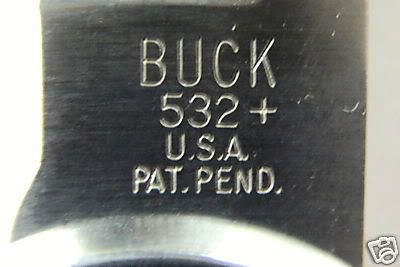 BUCK
532+
U.S.A.
PAT. PEND.